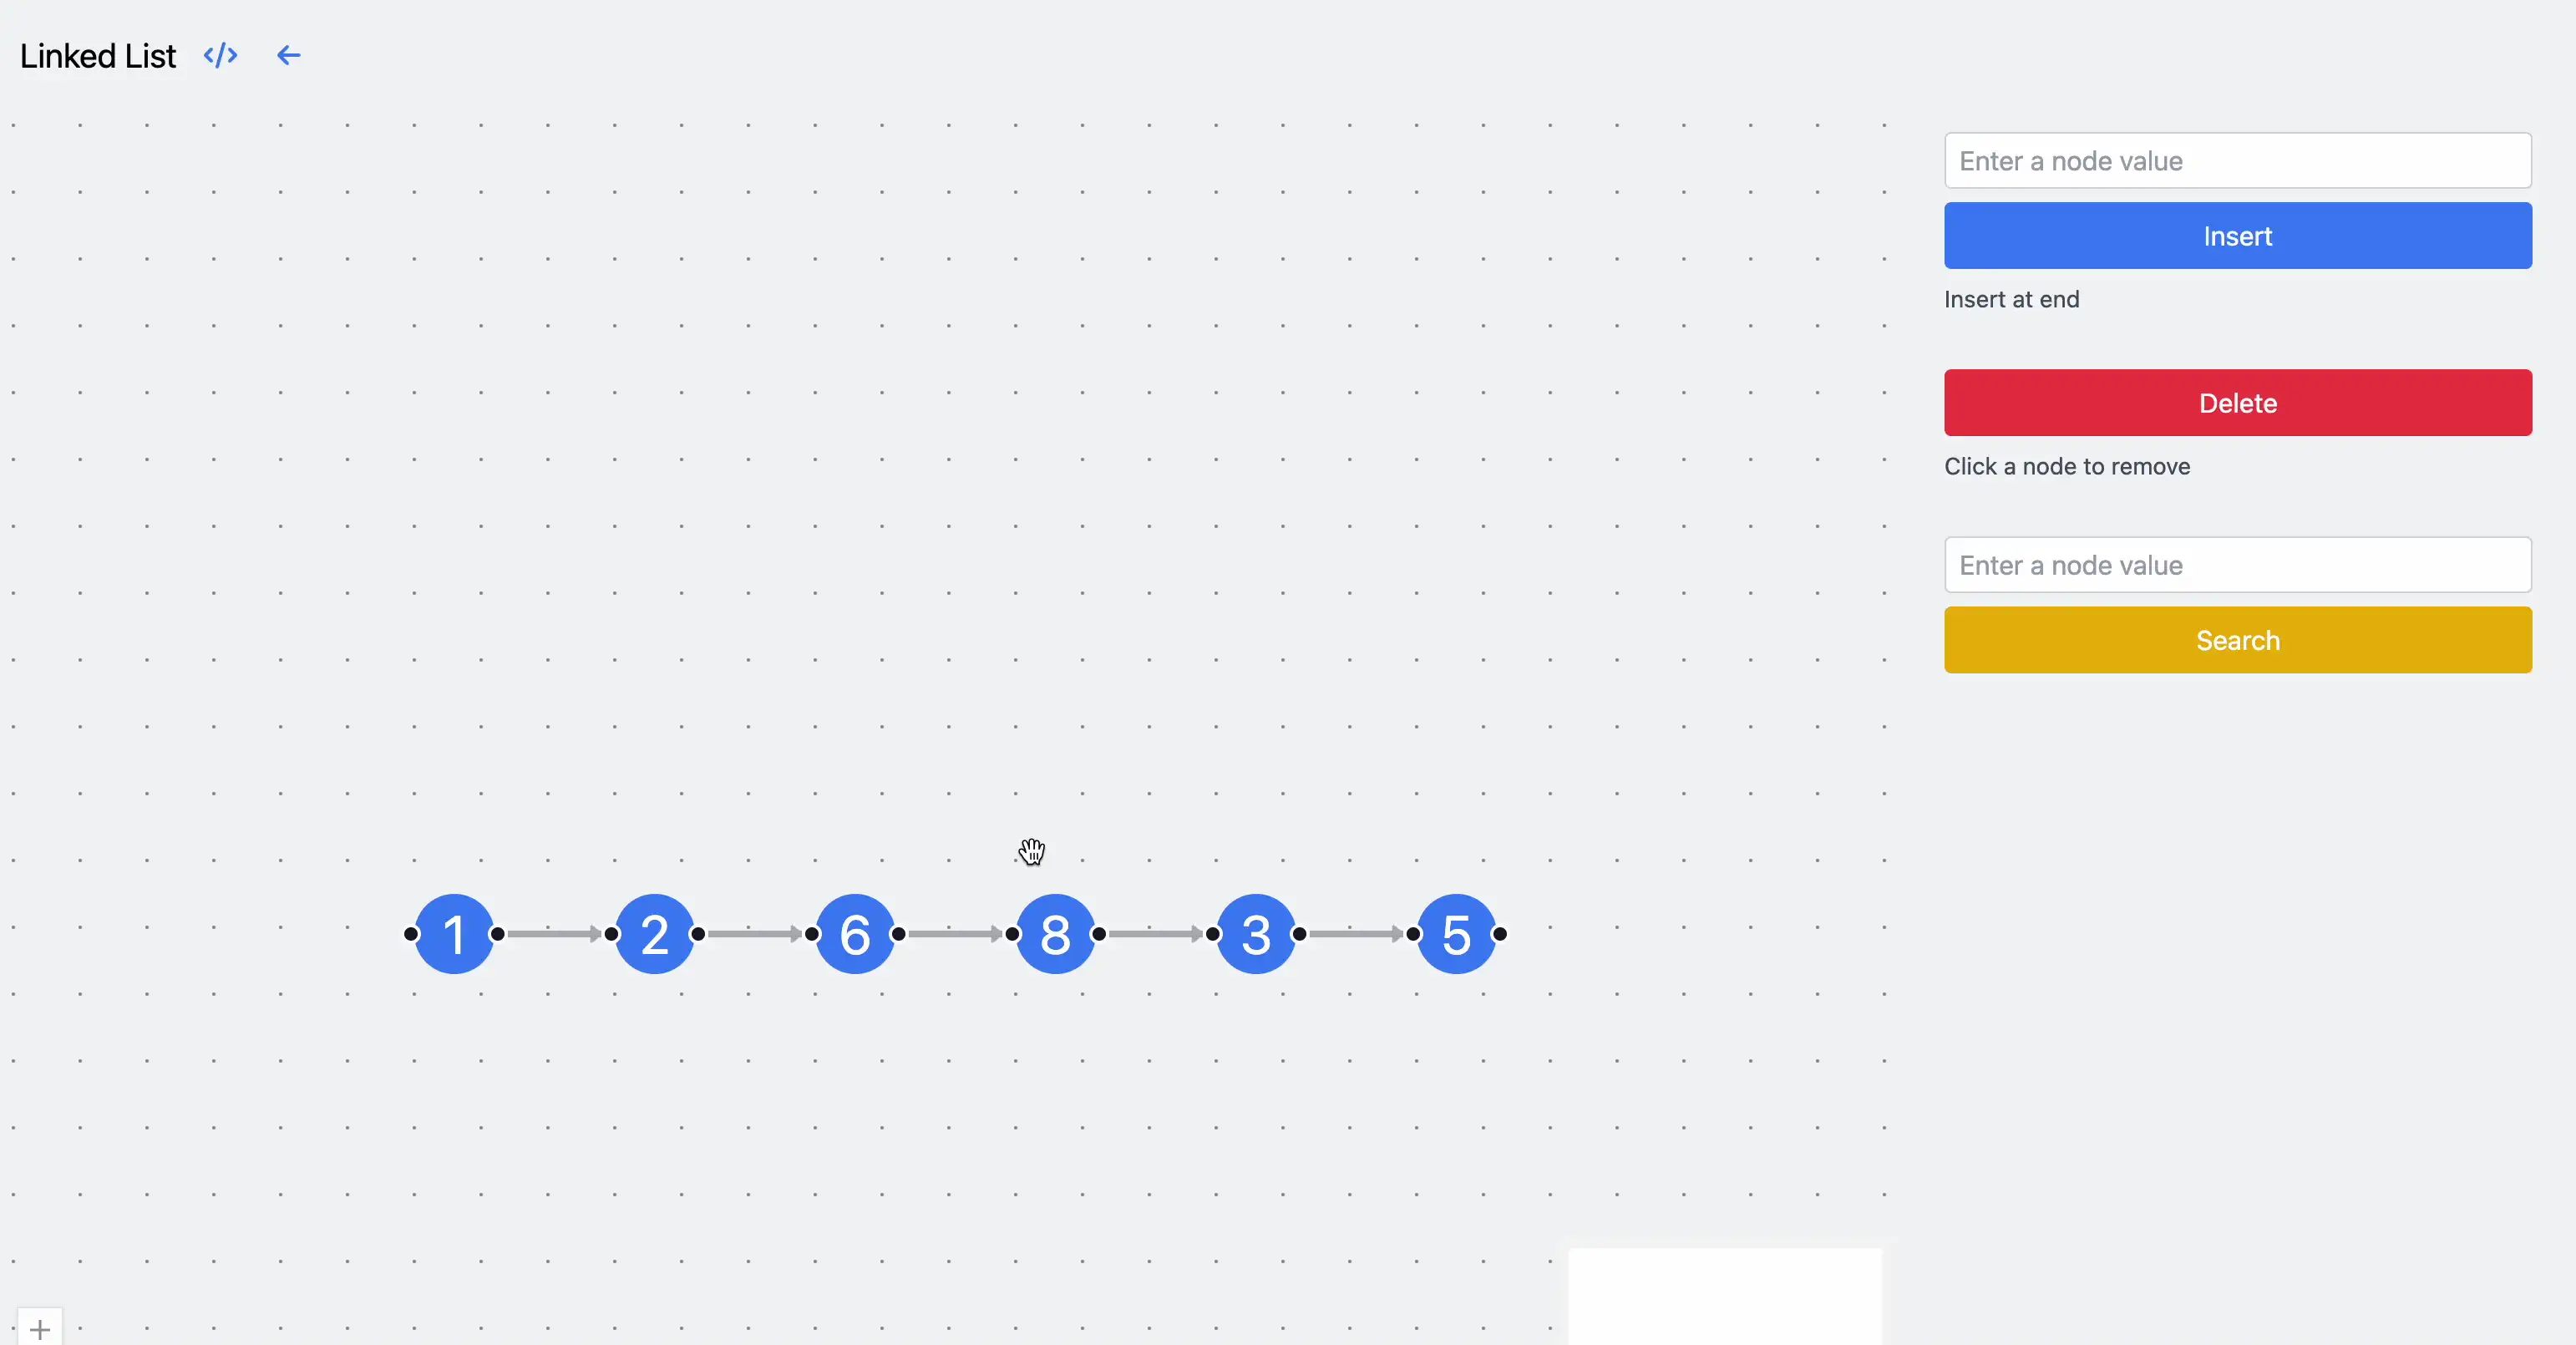 Linked List </>
Enter a node value
Insert
Insert at end
Delete
Click a node to remove
Enter a node value
Search
1 2 6 8 3 5